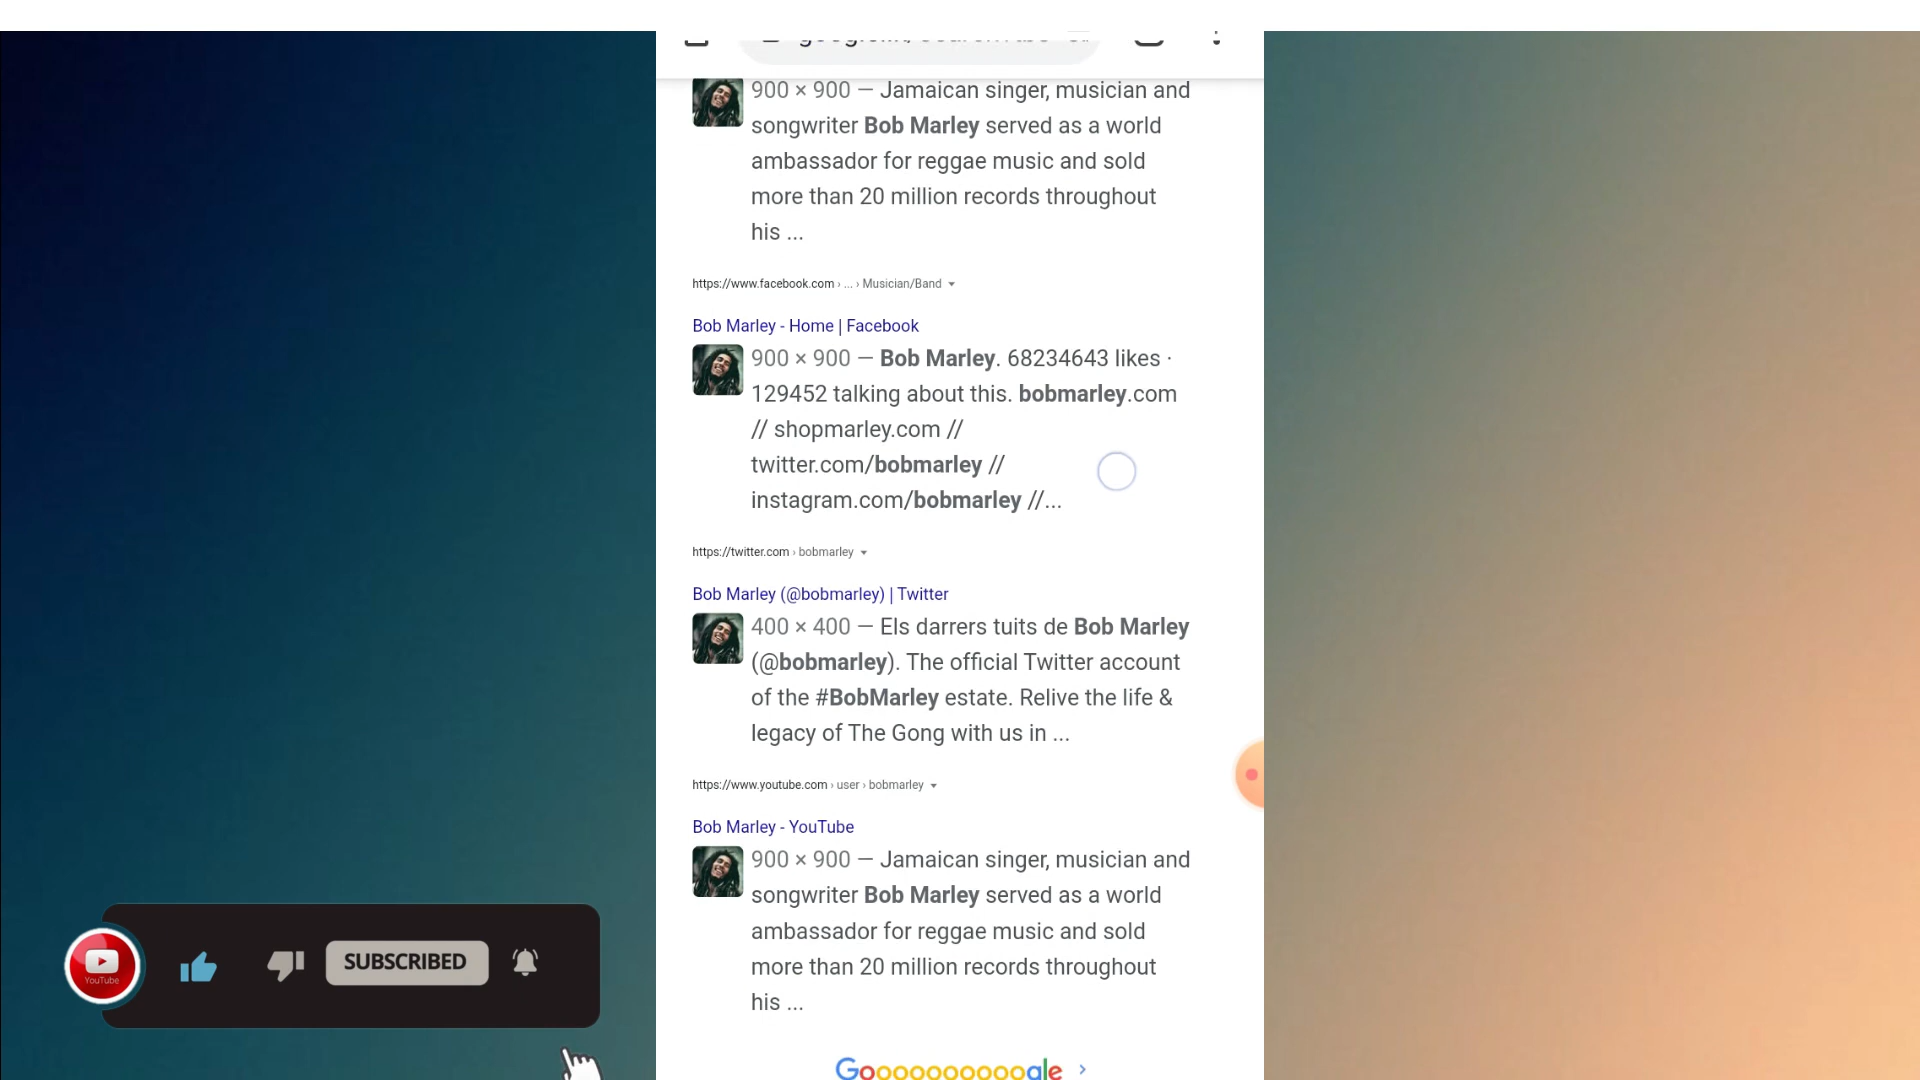 900 × 900 — Jamaican singer, musician and
songwriter Bob Marley served as a world
ambassador for reggae music and sold
more than 20 million records throughout
his ...
https://www.facebook.com › ... › Musician/Band
Bob Marley - Home | Facebook
900 × 900 — Bob Marley. 68234643 likes ·
129452 talking about this. bobmarley.com
// shopmarley.com //
twitter.com/bobmarley //
instagram.com/bobmarley //...
https://twitter.com › bobmarley
Bob Marley (@bobmarley) | Twitter
400 × 400 — Els darrers tuits de Bob Marley
(@bobmarley). The official Twitter account
of the #BobMarley estate. Relive the life &
legacy of The Gong with us in ...
https://www.youtube.com › user › bobmarley
Bob Marley - YouTube
900 × 900 — Jamaican singer, musician and
songwriter Bob Marley served as a world
ambassador for reggae music and sold
more than 20 million records throughout
his ...
Goooooooooogle ›
YouTube
SUBSCRIBED